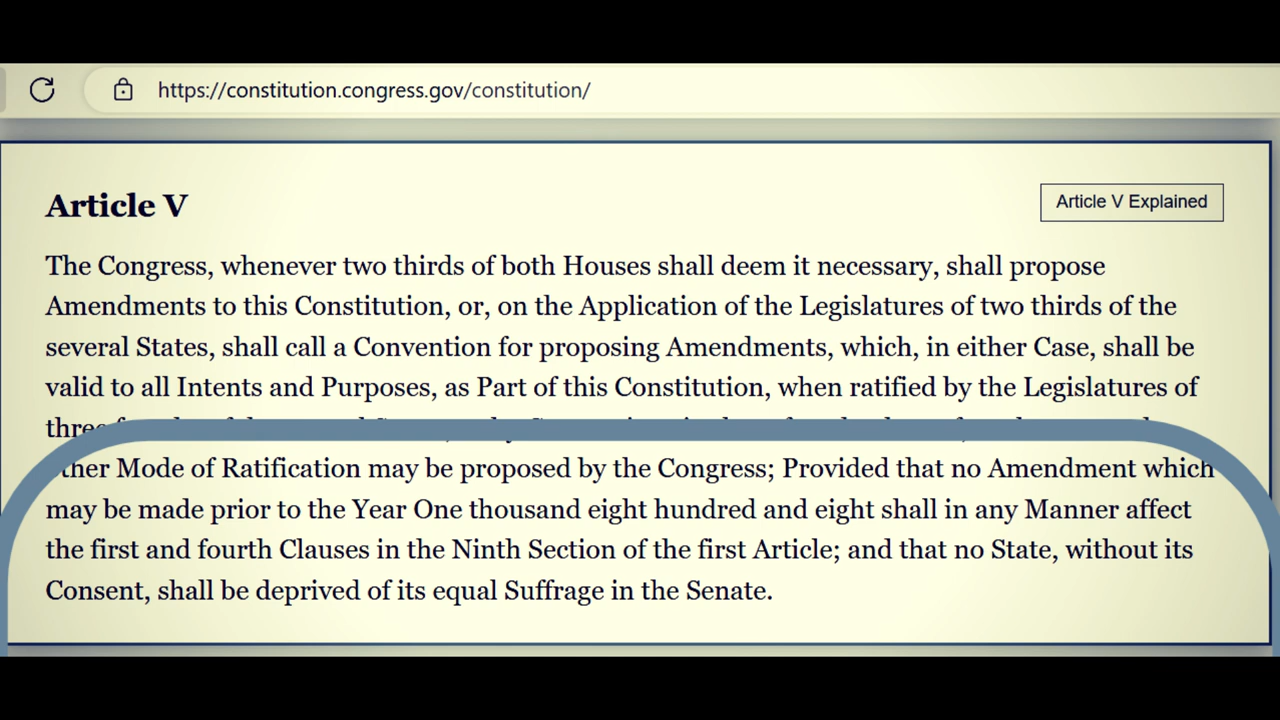 https://constitution.congress.gov/constitution/
Article V
Article V Explained
The Congress, whenever two thirds of both Houses shall deem it necessary, shall propose
Amendments to this Constitution, or, on the Application of the Legislatures of two thirds of the
several States, shall call a Convention for proposing Amendments, which, in either Case, shall be
valid to all Intents and Purposes, as Part of this Constitution, when ratified by the Legislatures of
ther Mode of Ratification may be proposed by the Congress; Provided that no Amendment which
may be made prior to the Year One thousand eight hundred and eight shall in any Manner affect
the first and fourth Clauses in the Ninth Section of the first Article; and that no State, without its
Consent, shall be deprived of its equal Suffrage in the Senate.